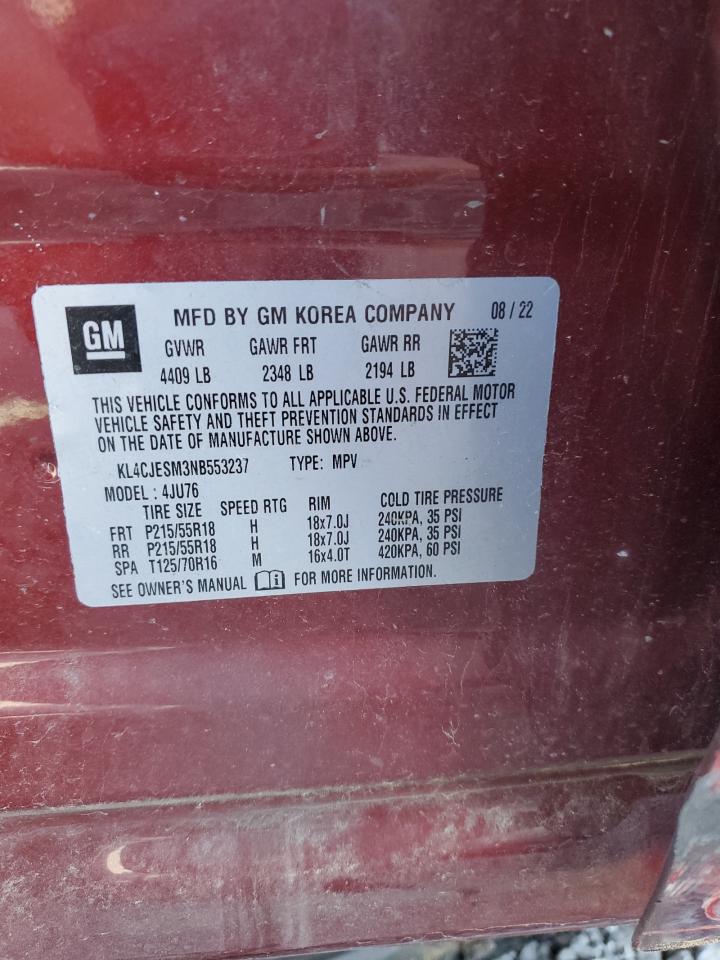 GM
MFD BY GM KOREA COMPANY 08 / 22
GVWR GAWR FRT GAWR RR
4409 LB 2348 LB 2194 LB
THIS VEHICLE CONFORMS TO ALL APPLICABLE U.S. FEDERAL MOTOR
VEHICLE SAFETY AND THEFT PREVENTION STANDARDS IN EFFECT
ON THE DATE OF MANUFACTURE SHOWN ABOVE.
KL4CJESM3NB553237 TYPE: MPV
MODEL : 4JU76
TIRE SIZE SPEED RTG RIM COLD TIRE PRESSURE
FRT P215/55R18 H 18x7.0J 240KPA, 35 PSI
RR P215/55R18 H 18x7.0J 240KPA, 35 PSI
SPA T125/70R16 M 16x4.0T 420KPA, 60 PSI
SEE OWNER'S MANUAL FOR MORE INFORMATION.